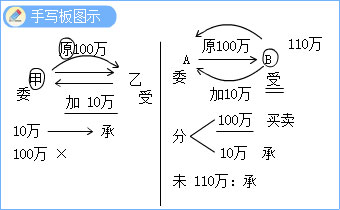 手写板图示
原100万
甲 乙
委 受
加 10万
10万 承
100万 ×
原100万 110万
A B
委 受
加10万
100万 买卖
分
10万 承
未 110万：承